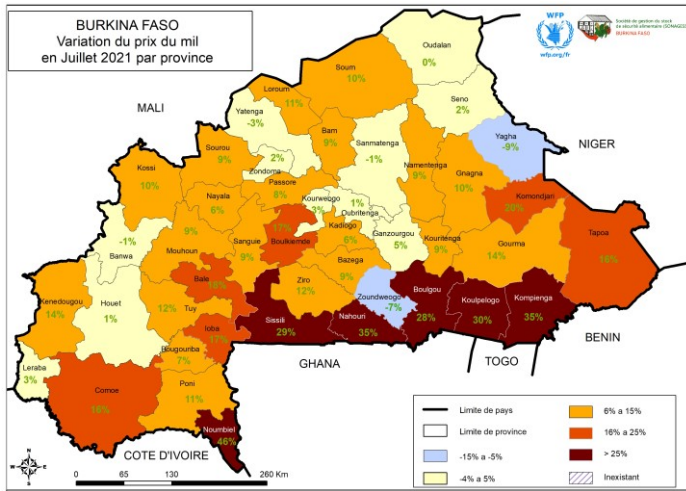 BURKINA FASO
Variation du prix du mil
en Juillet 2021 par province
WFP
wfp.org/fr
Société de gestion du stock
de sécurité alimentaire (SONAGESS)
BURKINA FASO
MALI
NIGER
BENIN
TOGO
GHANA
COTE D'IVOIRE
Oudalan
0%
Soum
10%
Loroum
11%
Seno
2%
Yatenga
-3%
Bam
9%
Sanmatenga
-1%
Yagha
-9%
Sourou
9%
Zondoma
2%
Namentenga
9%
Gnagna
10%
Kossi
10%
Passore
8%
Nayala
6%
Kourweogo
3%
Oubritenga
1%
Komondjari
20%
Boulkiemde
17%
Kadiogo
6%
Ganzourgou
5%
Kouritenga
9%
Gourma
14%
Tapoa
16%
Banwa
-1%
Mouhoun
9%
Sanguie
9%
Bazega
9%
Bale
Ziro
12%
Zoundweogo
-7%
Boulgou
28%
Koulpelogo
30%
Kompienga
35%
Kenedougou
14%
Houet
1%
Tuy
12%
Ioba
17%
Sissili
29%
Nahouri
35%
Bougouriba
7%
Leraba
3%
Comoe
16%
Poni
11%
Noumbiel
46%
Limite de pays
Limite de province
-15% a -5%
-4% a 5%
6% a 15%
16% a 25%
> 25%
Inexistant
0 65 130 260 Km